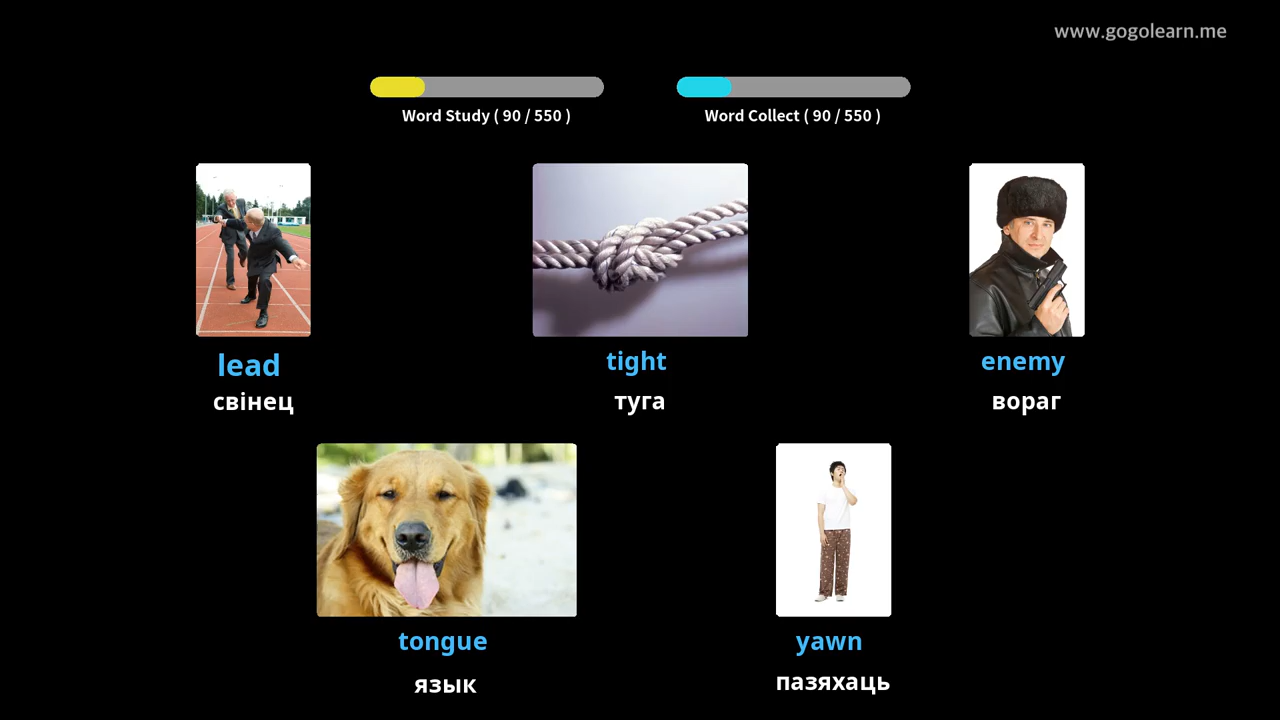 www.gogolearn.me
Word Study ( 90 / 550 )
Word Collect ( 90 / 550 )
lead
свінец
tight
туга
enemy
вораг
tongue
язык
yawn
пазяхаць